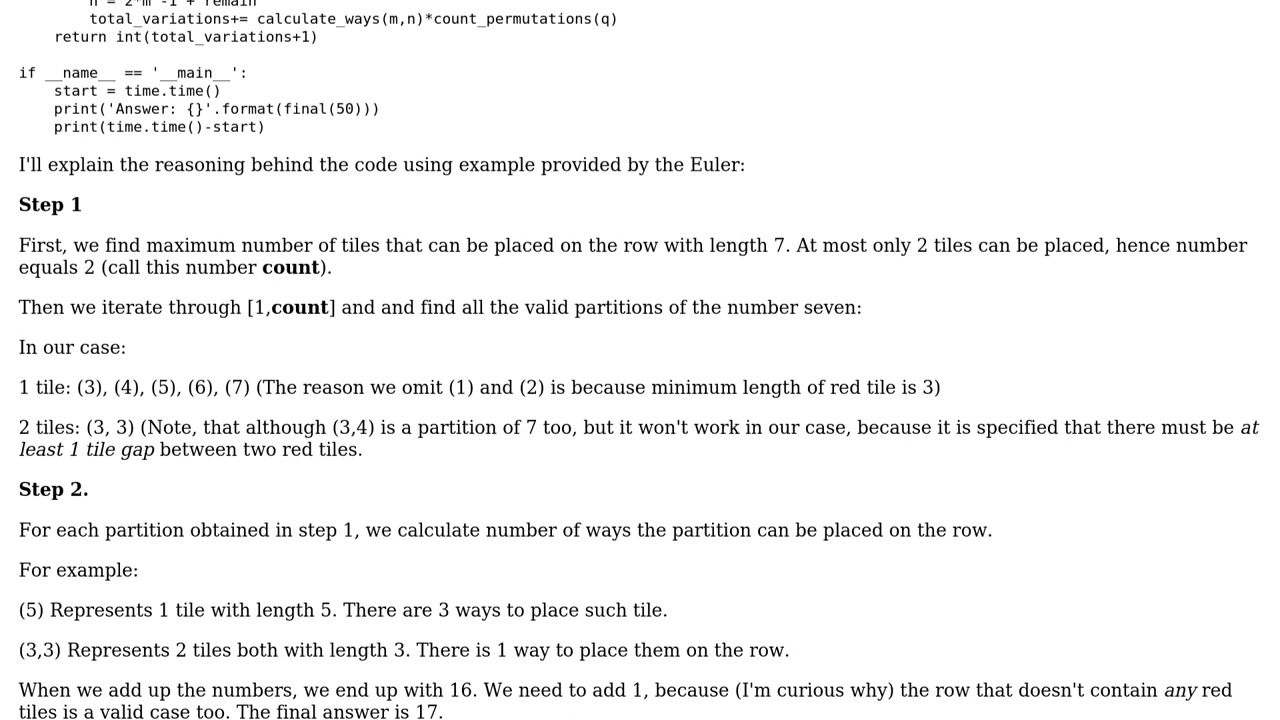 n = 2*m -1 + remain
total_variations+= calculate_ways(m,n)*count_permutations(q)
return int(total_variations+1)
if __name__ == '__main__':
start = time.time()
print('Answer: {}'.format(final(50)))
print(time.time()-start)
I'll explain the reasoning behind the code using example provided by the Euler:
Step 1
First, we find maximum number of tiles that can be placed on the row with length 7. At most only 2 tiles can be placed, hence number
equals 2 (call this number count).
Then we iterate through [1,count] and and find all the valid partitions of the number seven:
In our case:
1 tile: (3), (4), (5), (6), (7) (The reason we omit (1) and (2) is because minimum length of red tile is 3)
2 tiles: (3, 3) (Note, that although (3,4) is a partition of 7 too, but it won't work in our case, because it is specified that there must be at
least 1 tile gap between two red tiles.
Step 2.
For each partition obtained in step 1, we calculate number of ways the partition can be placed on the row.
For example:
(5) Represents 1 tile with length 5. There are 3 ways to place such tile.
(3,3) Represents 2 tiles both with length 3. There is 1 way to place them on the row.
When we add up the numbers, we end up with 16. We need to add 1, because (I'm curious why) the row that doesn't contain any red
tiles is a valid case too. The final answer is 17.